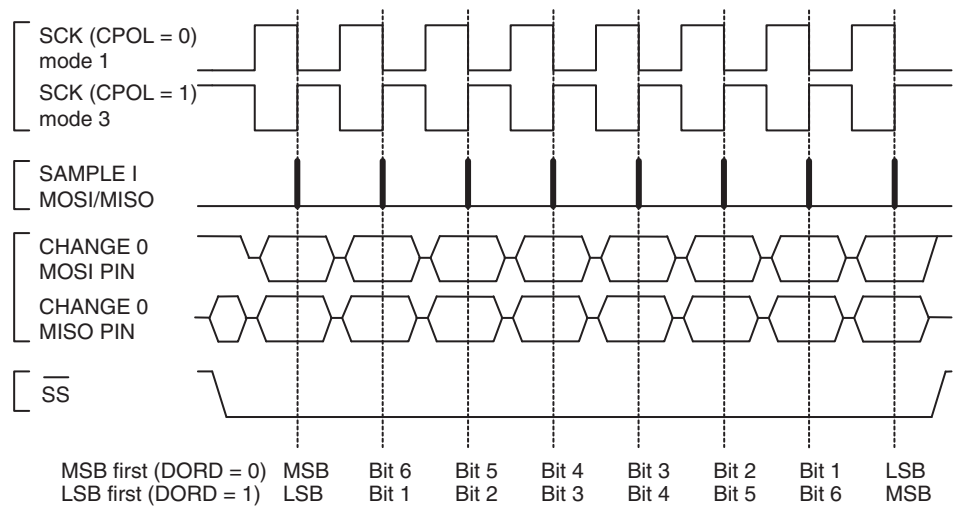 SCK (CPOL = 0)
mode 1
SCK (CPOL = 1)
mode 3
SAMPLE I
MOSI/MISO
CHANGE 0
MOSI PIN
CHANGE 0
MISO PIN
SS
MSB first (DORD = 0) MSB Bit 6 Bit 5 Bit 4 Bit 3 Bit 2 Bit 1 LSB
LSB first (DORD = 1) LSB Bit 1 Bit 2 Bit 3 Bit 4 Bit 5 Bit 6 MSB